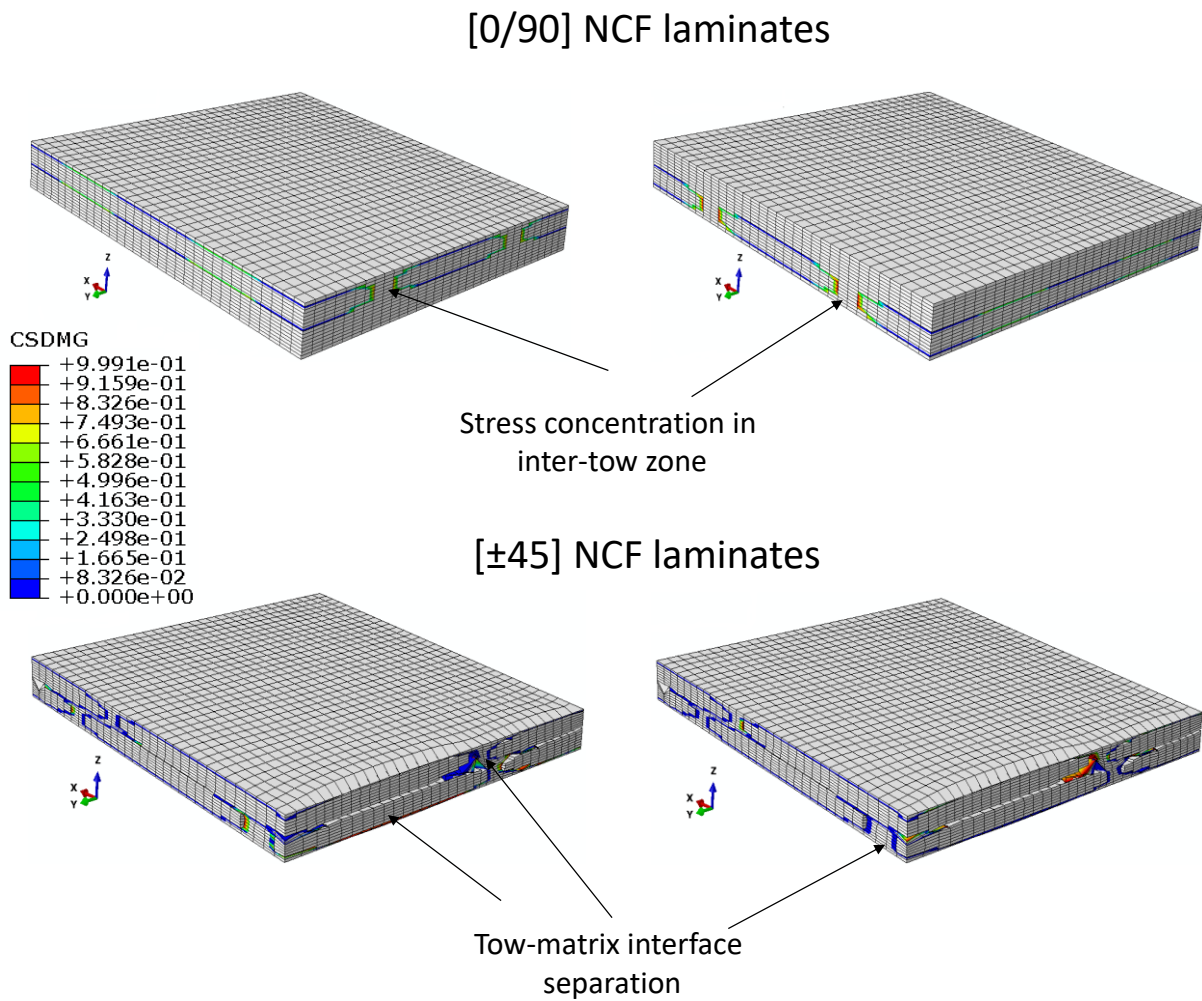 [0/90] NCF laminates
Z
X
Y
Z
X
Y
CSDMG
+9.991e-01
+9.159e-01
+8.326e-01
+7.493e-01
+6.661e-01
+5.828e-01
+4.996e-01
+4.163e-01
+3.330e-01
+2.498e-01
+1.665e-01
+8.326e-02
+0.000e+00
Stress concentration in
inter-tow zone
[±45] NCF laminates
Z
X
Y
Z
X
Y
Tow-matrix interface
separation